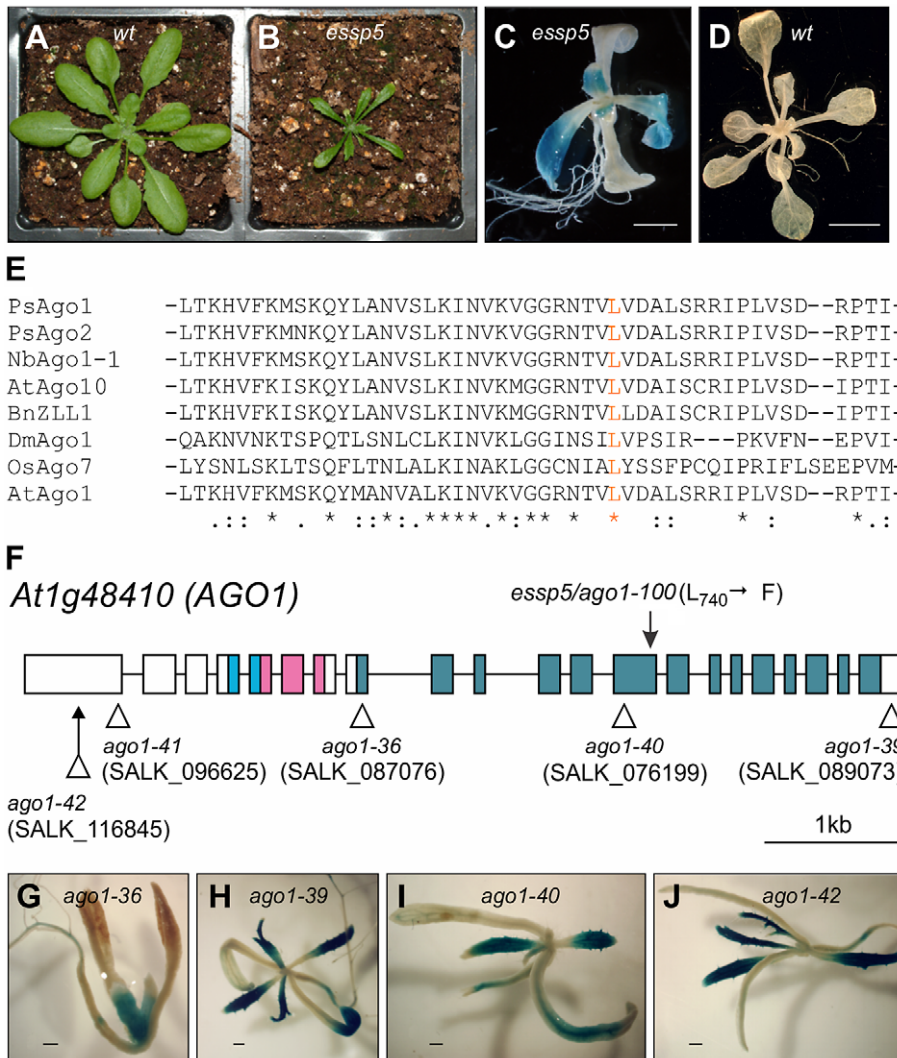 A wt
B essp5
C essp5
D wt
E
PsAgo1 -LTKHVFKMSKQYLANVSLKINVKVGGRNTVLVDALSRRIPLVSD--RPTI-
PsAgo2 -LTKHVFKMNKQYLANVSLKINVKVGGRNTVLVDALSRRIPIVSD--RPTI-
NbAgo1-1 -LTKHVFKMSKQYLANVSLKINVKVGGRNTVLVDALSRRIPLVSD--RPTI-
AtAgo10 -LTKHVFKISKQYLANVSLKINVKMGGRNTVLVDAISCRIPLVSD--IPTI-
BnZLL1 -LTKHVFKISKQYLANVSLKINVKMGGRNTVLLDAISCRIPLVSD--IPTI-
DmAgo1 -QAKNVNKTSPQTLSNLCLKINVKLGGINSILVPSIR---PKVFN--EPVI-
OsAgo7 -LYSNLSKLTSQFLTNLALKINAKLGGCNIALYSSFPCQIPRIFLSEEPVM-
AtAgo1 -LTKHVFKMSKQYMANVALKINVKVGGRNTVLVDALSRRIPLVSD--RPTI-
.:: * . * ::*:.****.*:** * * :: * : *.:
F
At1g48410 (AGO1)
essp5/ago1-100(L740→ F)
ago1-41
(SALK_096625)
ago1-36
(SALK_087076)
ago1-40
(SALK_076199)
ago1-39
(SALK_089073)
ago1-42
(SALK_116845)
1kb
G ago1-36
H ago1-39
I ago1-40
J ago1-42